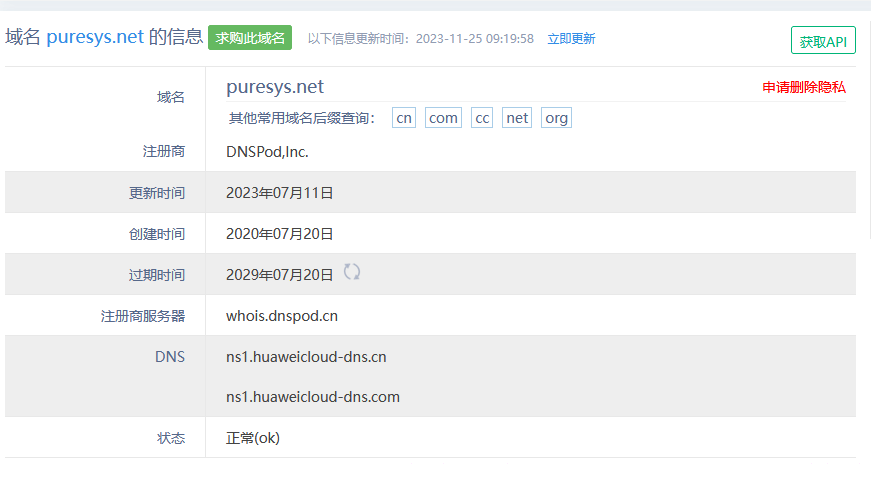 域名 puresys.net 的信息 求购此域名 以下信息更新时间：2023-11-25 09:19:58 立即更新 获取API
域名 puresys.net 申请删除隐私
其他常用域名后缀查询： cn com cc net org
注册商 DNSPod,Inc.
更新时间 2023年07月11日
创建时间 2020年07月20日
过期时间 2029年07月20日
注册商服务器 whois.dnspod.cn
DNS ns1.huaweicloud-dns.cn
ns1.huaweicloud-dns.com
状态 正常(ok)